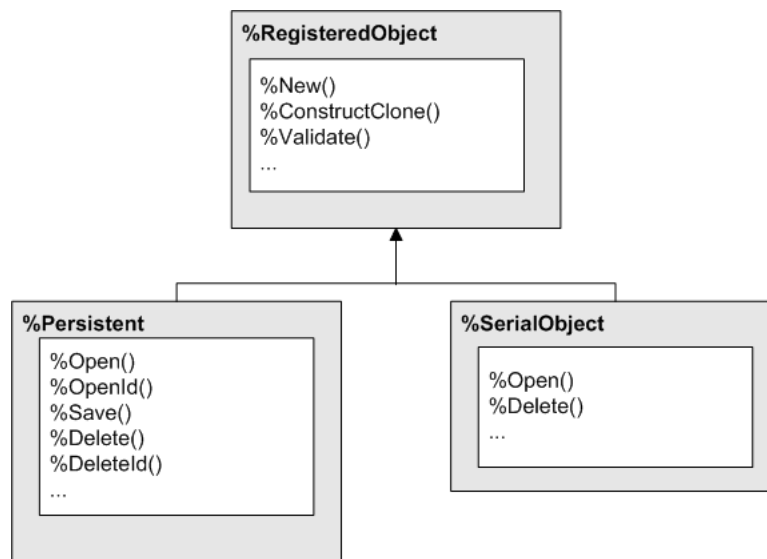 %RegisteredObject
%New()
%ConstructClone()
%Validate()
...
%Persistent
%Open()
%OpenId()
%Save()
%Delete()
%DeleteId()
...
%SerialObject
%Open()
%Delete()
...